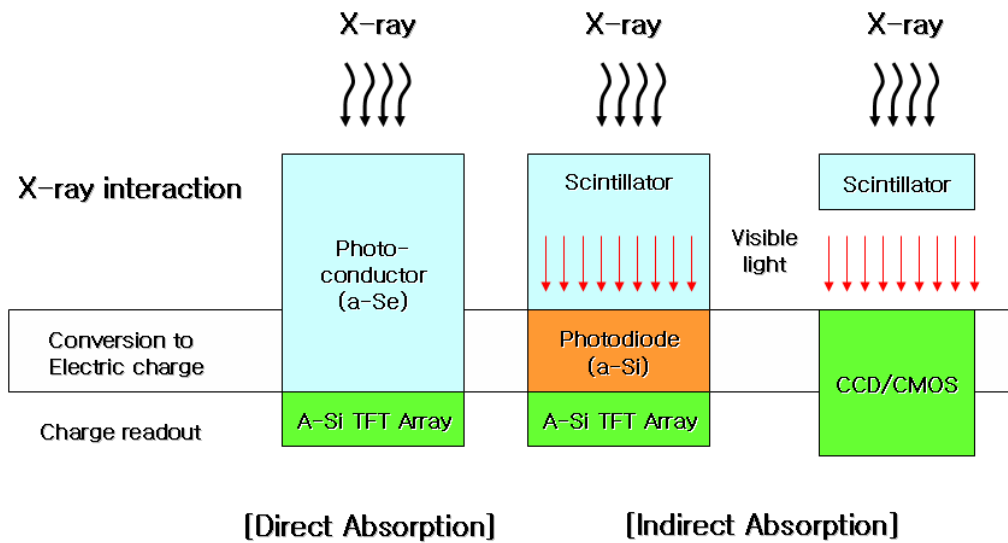 X-ray
X-ray
X-ray
X-ray interaction
Photo-
conductor
(a-Se)
Scintillator
Visible
light
Scintillator
Conversion to
Electric charge
Photodiode
(a-Si)
CCD/CMOS
Charge readout
A-Si TFT Array
A-Si TFT Array
[Direct Absorption]
[Indirect Absorption]